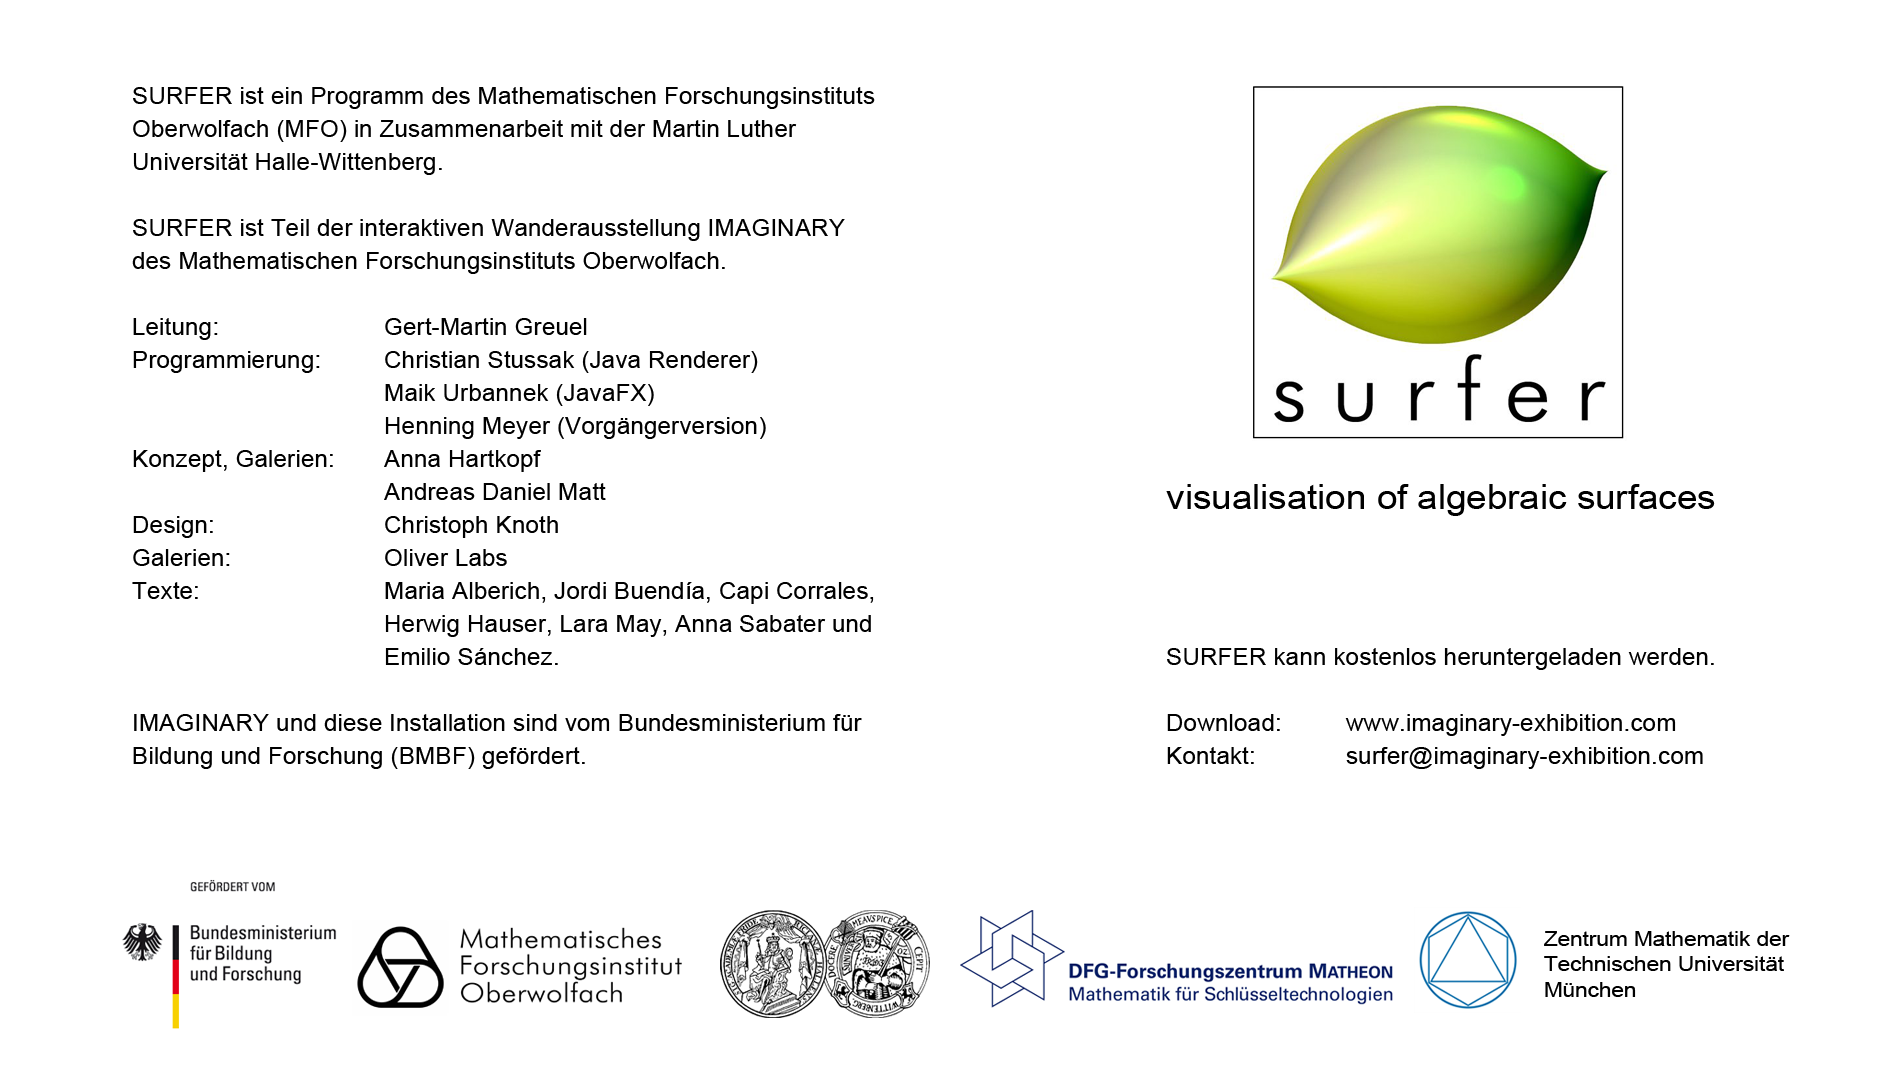 SURFER ist ein Programm des Mathematischen Forschungsinstituts
Oberwolfach (MFO) in Zusammenarbeit mit der Martin Luther
Universität Halle-Wittenberg.
SURFER ist Teil der interaktiven Wanderausstellung IMAGINARY
des Mathematischen Forschungsinstituts Oberwolfach.
Leitung: Gert-Martin Greuel
Programmierung: Christian Stussak (Java Renderer)
Maik Urbannek (JavaFX)
Henning Meyer (Vorgängerversion)
Konzept, Galerien: Anna Hartkopf
Andreas Daniel Matt
Design: Christoph Knoth
Galerien: Oliver Labs
Texte: Maria Alberich, Jordi Buendía, Capi Corrales,
Herwig Hauser, Lara May, Anna Sabater und
Emilio Sánchez.
IMAGINARY und diese Installation sind vom Bundesministerium für
Bildung und Forschung (BMBF) gefördert.
surfer
visualisation of algebraic surfaces
SURFER kann kostenlos heruntergeladen werden.
Download: www.imaginary-exhibition.com
Kontakt: surfer@imaginary-exhibition.com
GEFÖRDERT VOM
Bundesministerium
für Bildung
und Forschung
Mathematisches
Forschungsinstitut
Oberwolfach
DFG-Forschungszentrum MATHEON
Mathematik für Schlüsseltechnologien
Zentrum Mathematik der
Technischen Universität
München